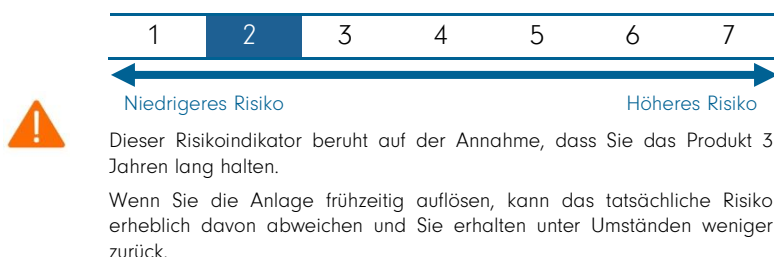 1 2 3 4 5 6 7
Niedrigeres Risiko Höheres Risiko
Dieser Risikoindikator beruht auf der Annahme, dass Sie das Produkt 3
Jahren lang halten.
Wenn Sie die Anlage frühzeitig auflösen, kann das tatsächliche Risiko
erheblich davon abweichen und Sie erhalten unter Umständen weniger
zurück.